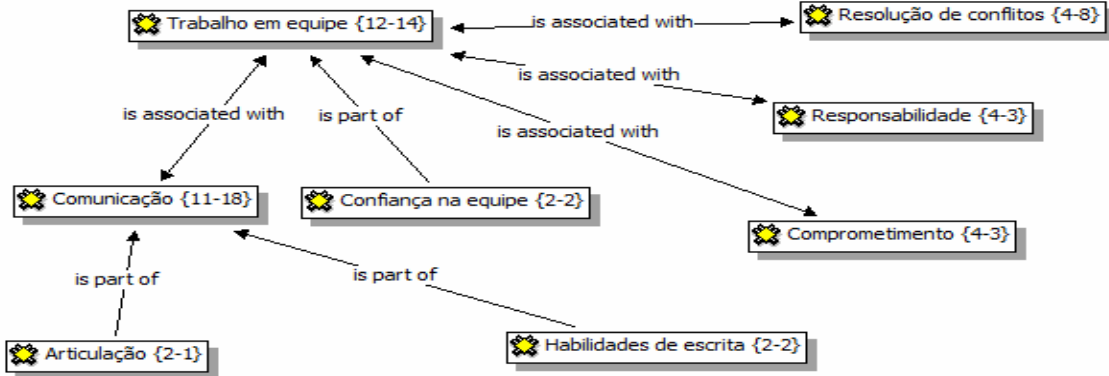 Trabalho em equipe {12-14}
is associated with
Resolução de conflitos {4-8}
is associated with
Responsabilidade {4-3}
is associated with
is part of
is associated with
Comunicação {11-18}
Confiança na equipe {2-2}
Comprometimento {4-3}
is part of
is part of
Articulação {2-1}
Habilidades de escrita {2-2}